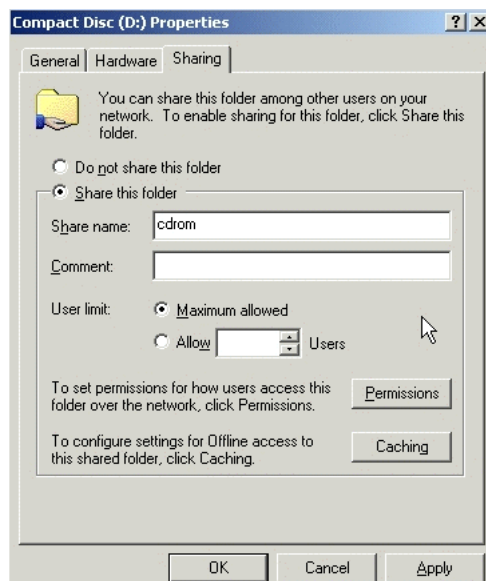 Compact Disc (D:) Properties
General Hardware Sharing
You can share this folder among other users on your
network. To enable sharing for this folder, click Share this
folder.
Do not share this folder
Share this folder
Share name: cdrom
Comment:
User limit: Maximum allowed
Allow Users
To set permissions for how users access this
folder over the network, click Permissions.
Permissions
To configure settings for Offline access to
this shared folder, click Caching.
Caching
OK Cancel Apply